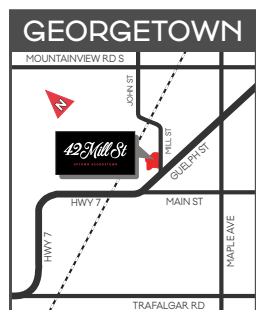 GEORGETOWN
MOUNTAINVIEW RD S
JOHN ST
N
42 Mill St
MILL ST
GUELPH ST
HWY 7
MAIN ST
HWY 7
MAPLE AVE
TRAFALGAR RD